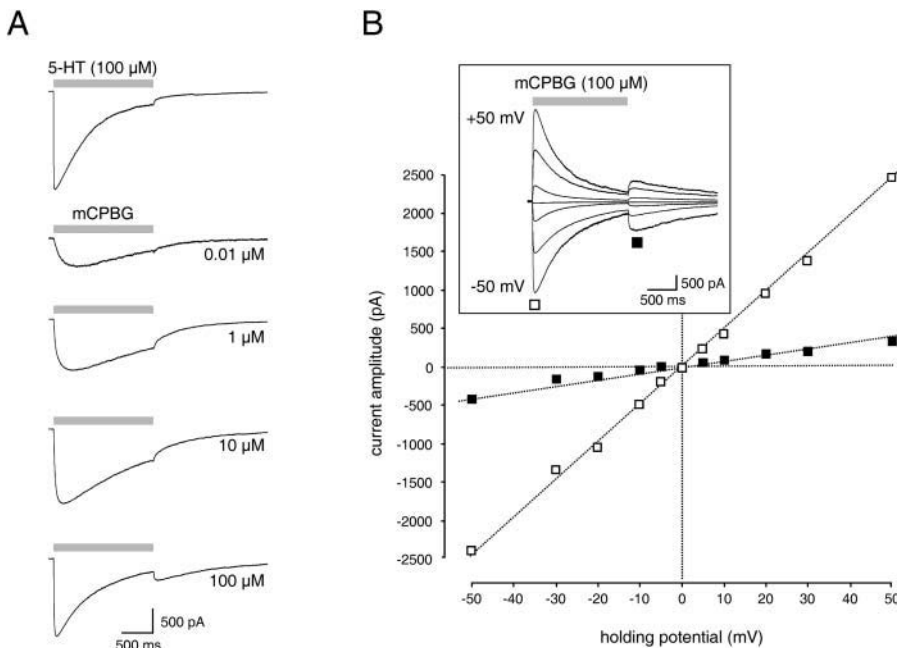 A
5-HT (100 µM)
mCPBG
0.01 µM
1 µM
10 µM
100 µM
500 pA
500 ms
B
mCPBG (100 µM)
+50 mV
-50 mV
500 pA
500 ms
2500
2000
1500
1000
500
0
-500
-1000
-1500
-2000
-2500
current amplitude (pA)
-50 -40 -30 -20 -10 0 10 20 30 40 50
holding potential (mV)